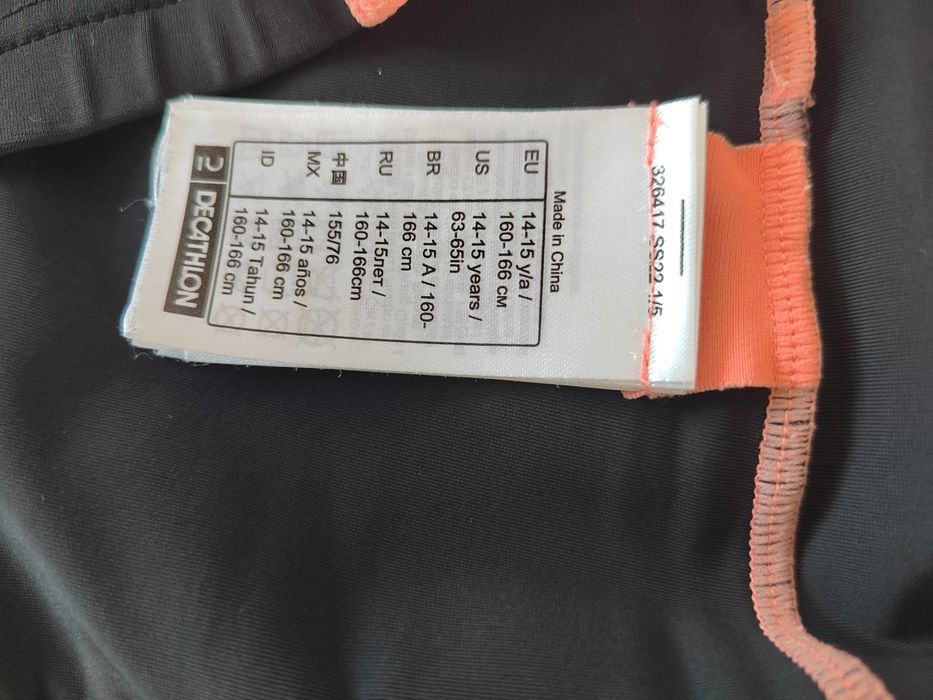 326417 SS22 1/5
Made in China
EU 14-15 y/a /
160-166 см
US 14-15 years /
63-65in
BR 14-15 A / 160-
166 cm
RU 14-15лет /
160-166cm
中国 155/76
MX 14-15 años /
160-166 cm
ID 14-15 Tahun /
160-166 cm
DECATHLON